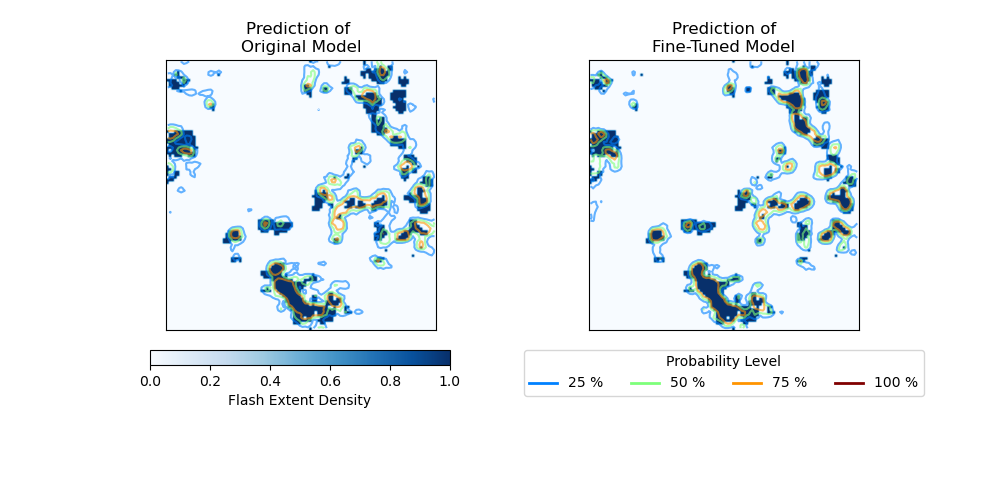 Prediction of
Original Model
Prediction of
Fine-Tuned Model
0.0 0.2 0.4 0.6 0.8 1.0
Flash Extent Density
Probability Level
25 % 50 % 75 % 100 %